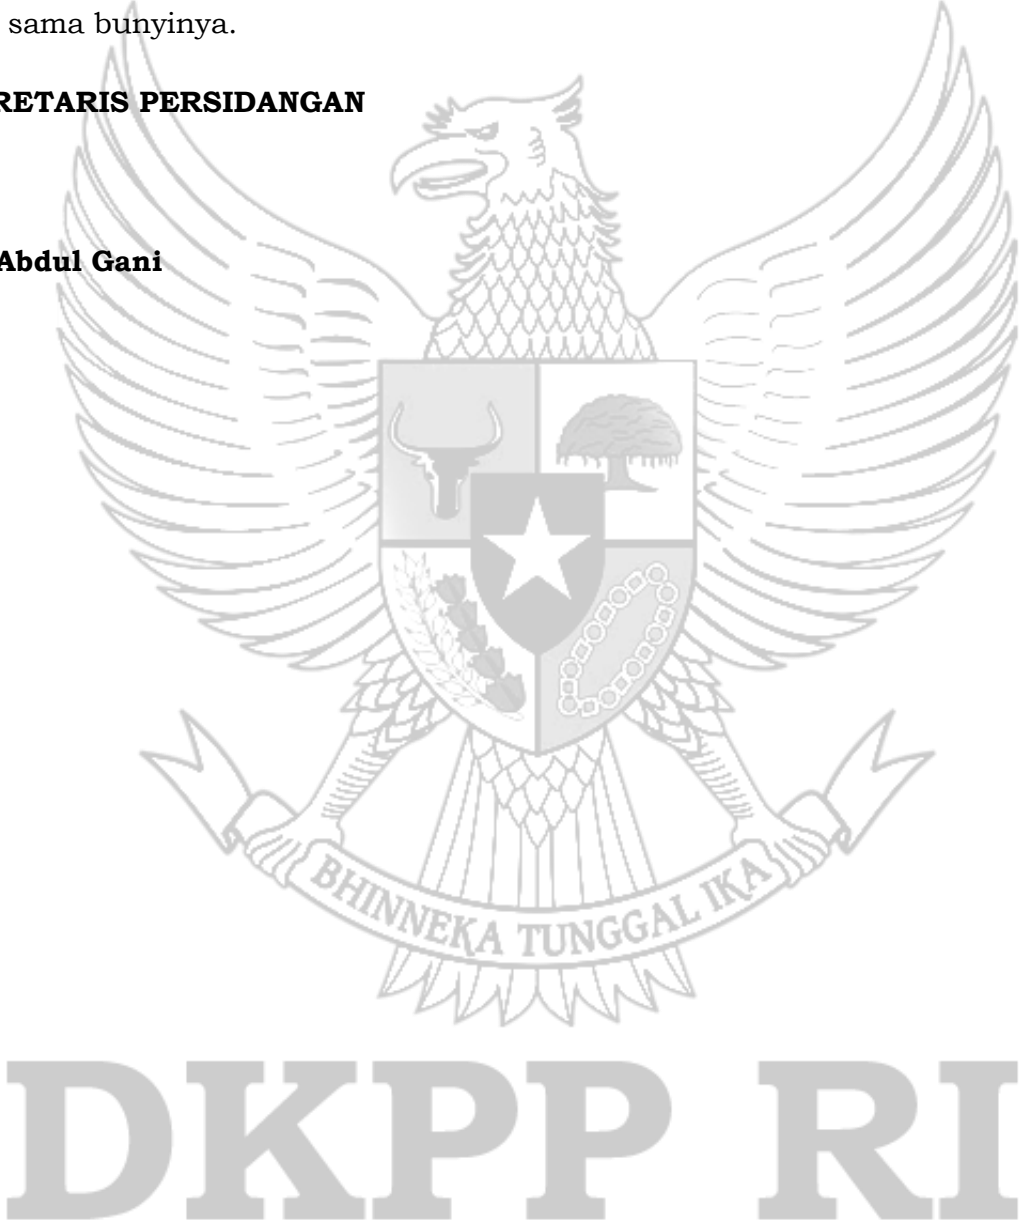 sama bunyinya.
RETARIS PERSIDANGAN
Abdul Gani
BHINNEKA TUNGGAL IKA
DKPP RI